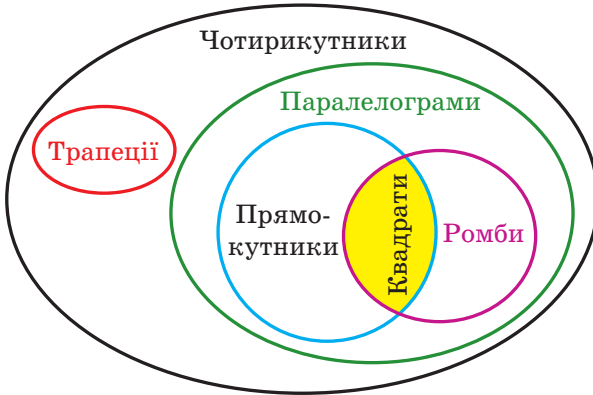 Чотирикутники
Паралелограми
Трапеції
Прямо-
кутники
Квадрати
Ромби